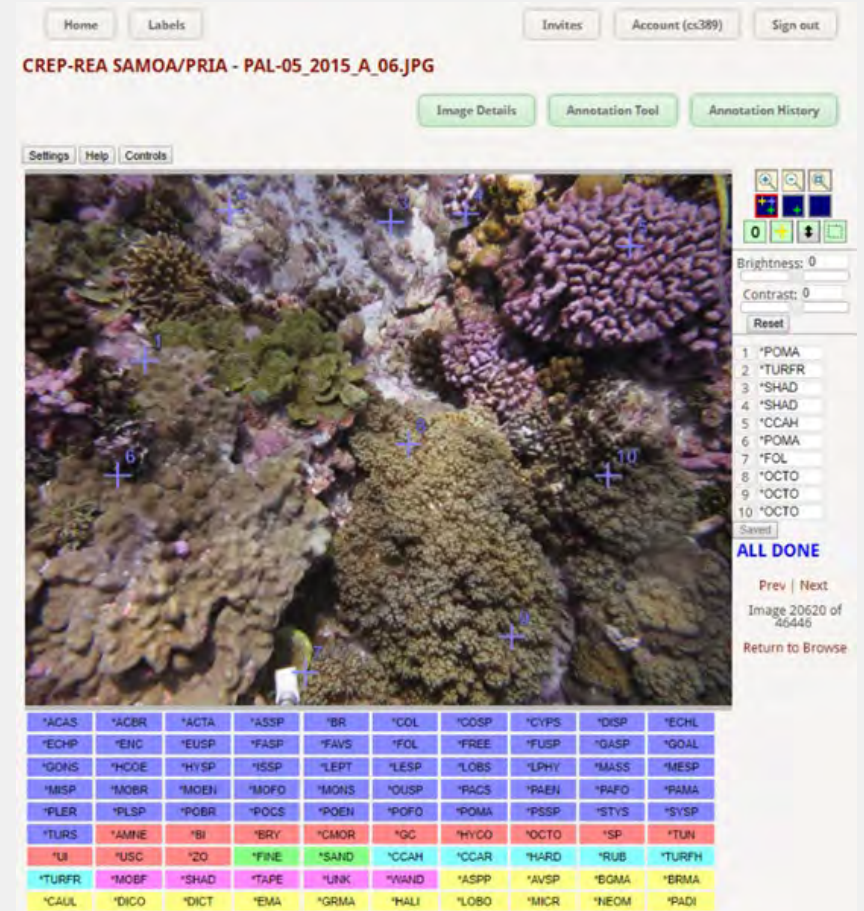 Home Labels Invites Account (cs389) Sign out
CREP-REA SAMOA/PRIA - PAL-05_2015_A_06.JPG
Image Details Annotation Tool Annotation History
Settings Help Controls
0
Brightness: 0
Contrast: 0
Reset
1 *POMA
2 *TURFR
3 *SHAD
4 *SHAD
5 *CCAH
6 *POMA
7 *FOL
8 *OCTO
9 *OCTO
10 *OCTO
Saved
ALL DONE
Prev | Next
Image 20620 of
46446
Return to Browse
1
6
10
7
*ACAS *ACBR *ACTA *ASSP *BR *COL *COSP *CYPS *DISP *ECHL
*ECHP *ENC *EUSP *FASP *FAVS *FOL *FREE *FUSP *GASP *GOAL
*GONS *HCOE *HYSP *ISSP *LEPT *LESP *LOBS *LPHY *MASS *MESP
*MISP *MOBR *MOEN *MOFO *MONS *OUSP *PACS *PAEN *PAFO *PAMA
*PLER *PLSP *POBR *POCS *POEN *POFO *POMA *PSSP *STYS *SYSP
*TURS *AMNE *BI *BRY *CMOR *GC *HYCO *OCTO *SP *TUN
*UI *USC *ZO *FINE *SAND *CCAH *CCAR *HARD *RUB *TURFH
*TURFR *MOBF *SHAD *TAPE *UNK *WAND *ASPP *AVSP *BGMA *BRMA
*CAUL *DICO *DICT *EMA *GRMA *HALI *LOBO *MICR *NEOM *PADI